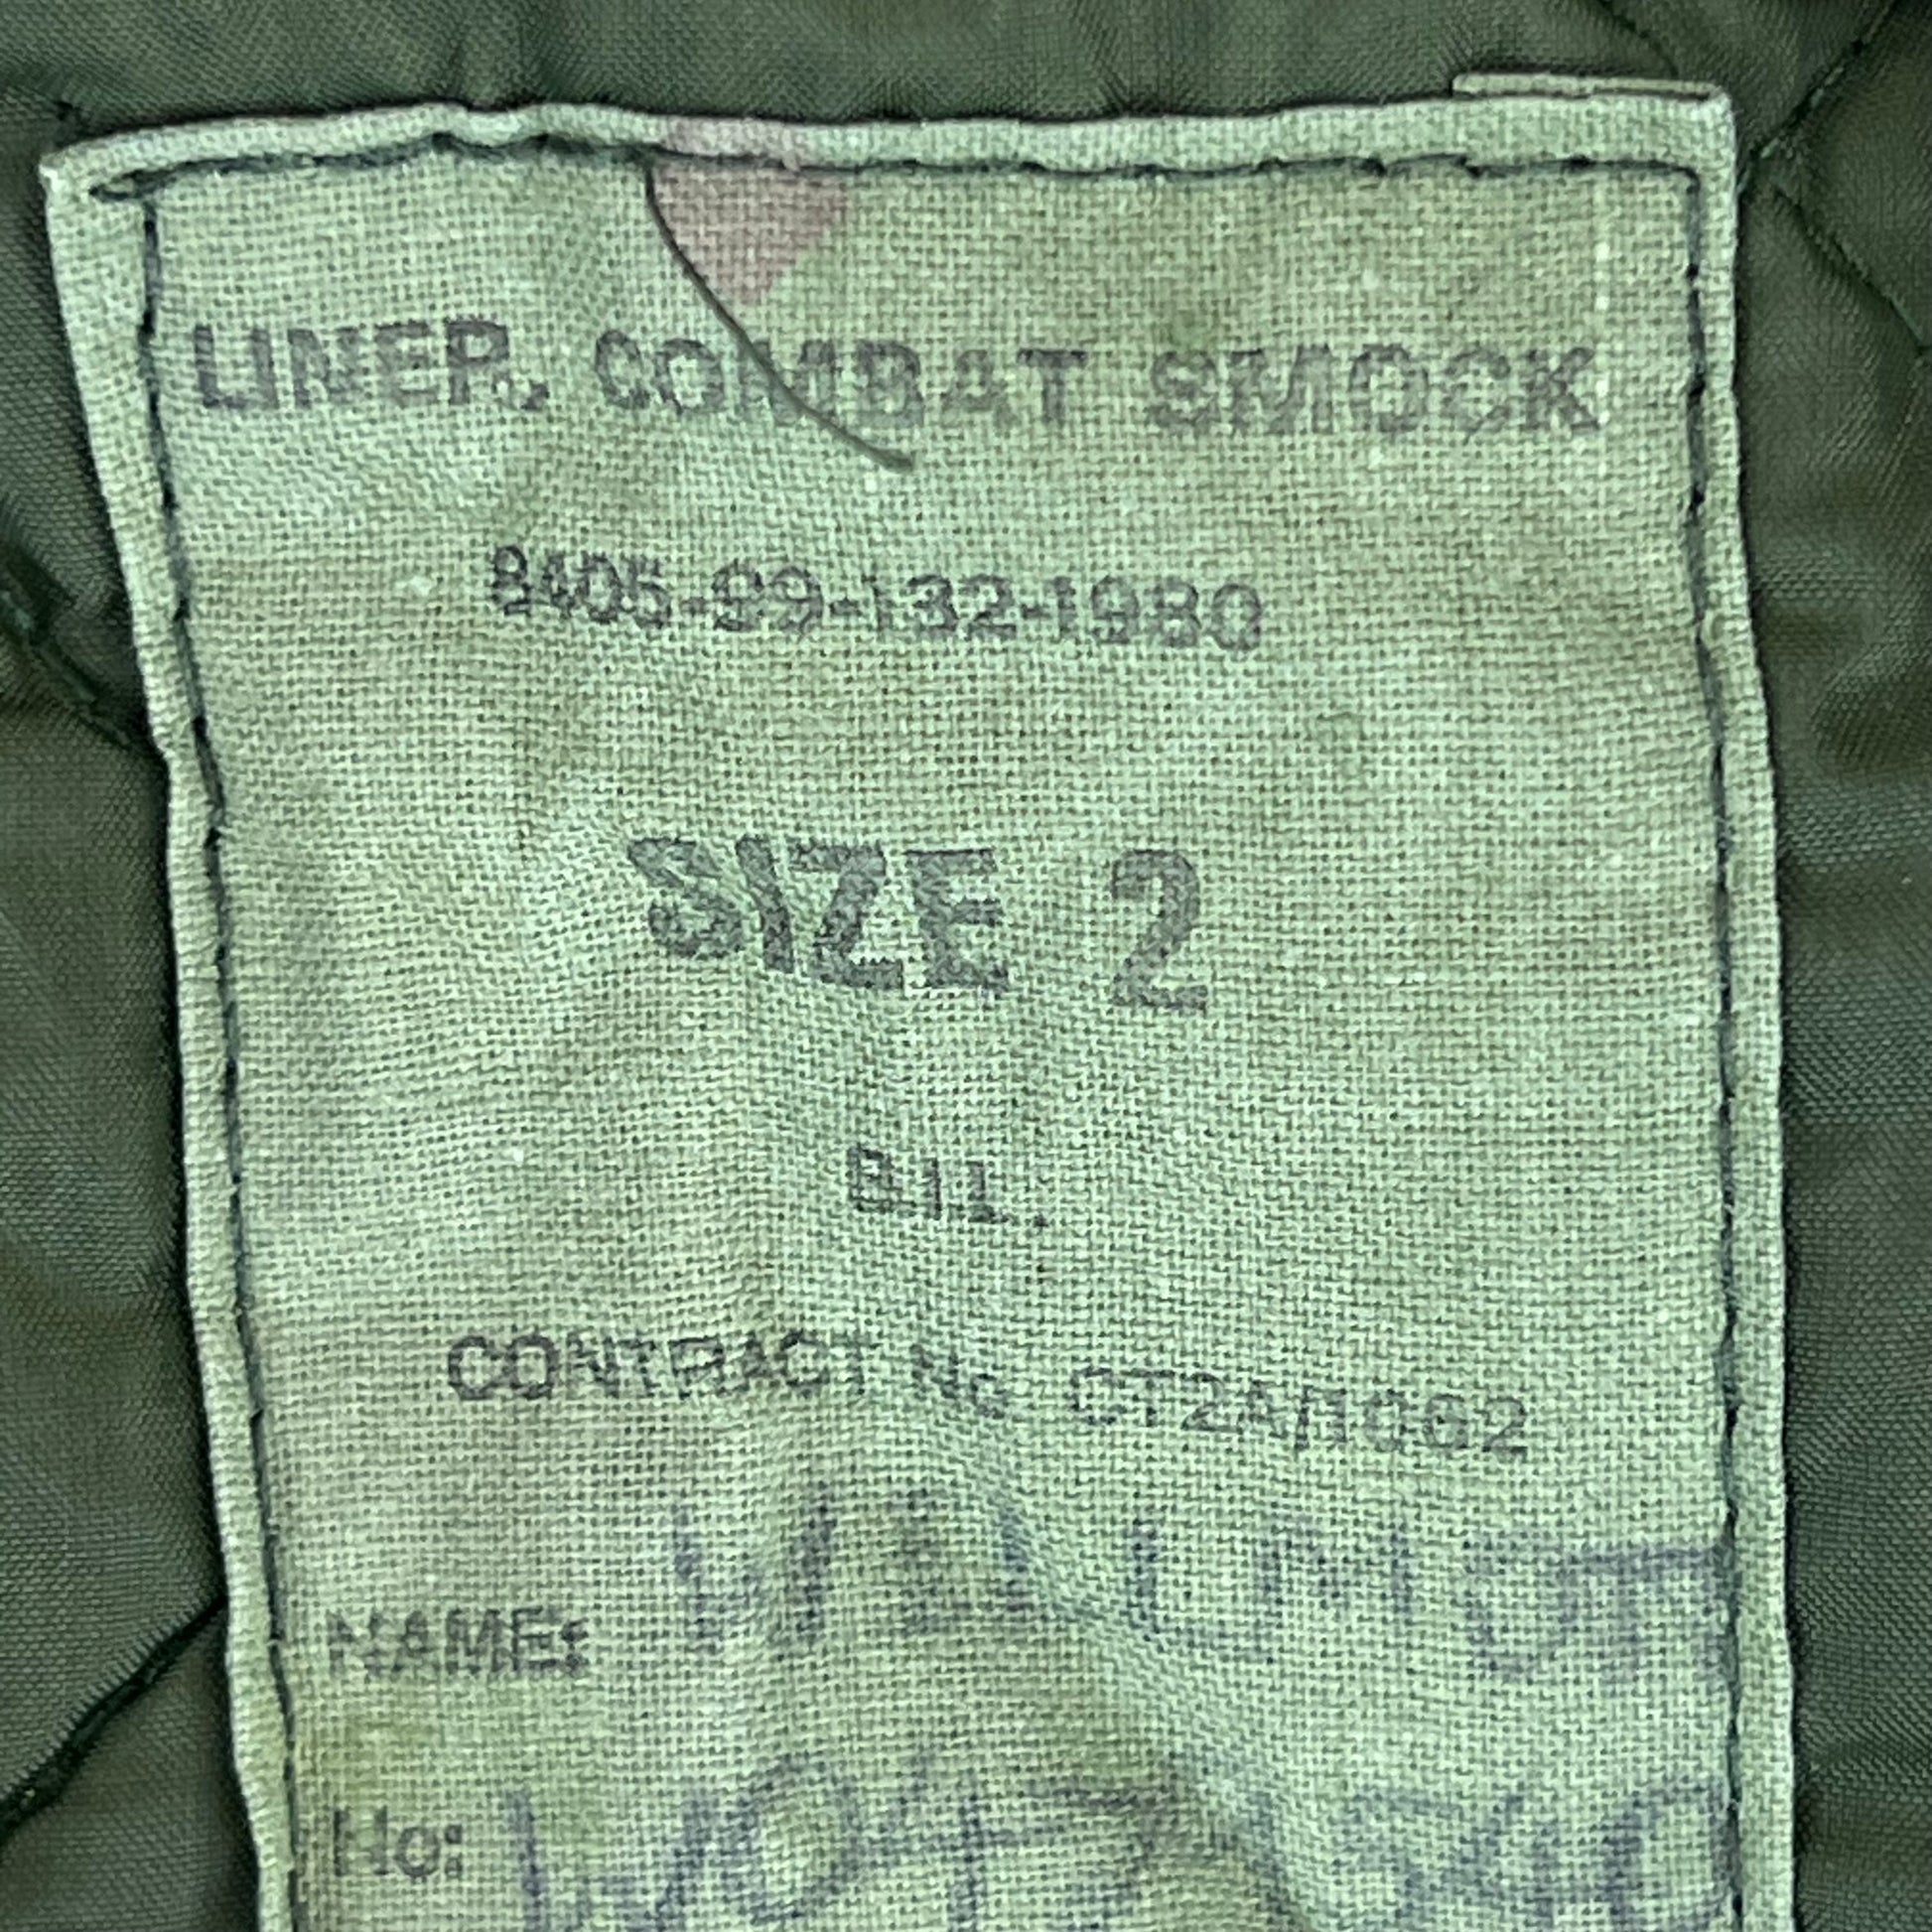 LINER, COMBAT SMOCK
8405-99-132-1980
SIZE 2
B.I.L.
CONTRACT No CT2A/1062
NAME:
No: